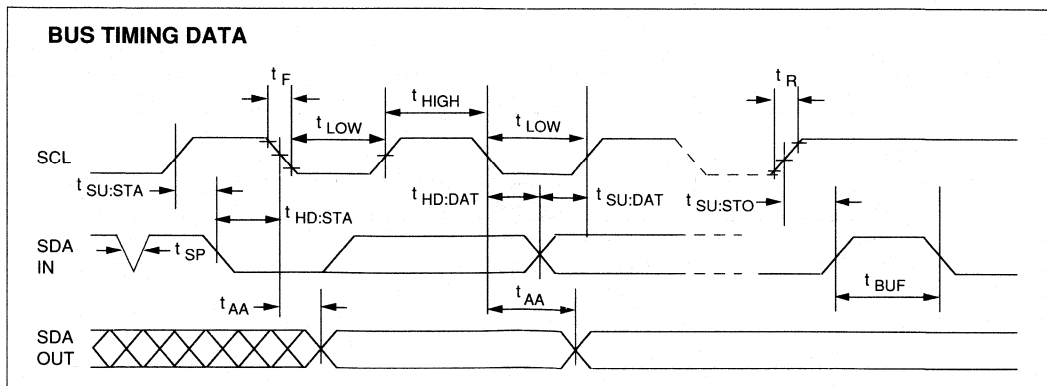 BUS TIMING DATA
t F
t HIGH
t R
t LOW
t LOW
SCL
t SU:STA
t HD:STA
t HD:DAT
t SU:DAT
t SU:STO
SDA IN
t SP
t BUF
t AA
t AA
SDA OUT